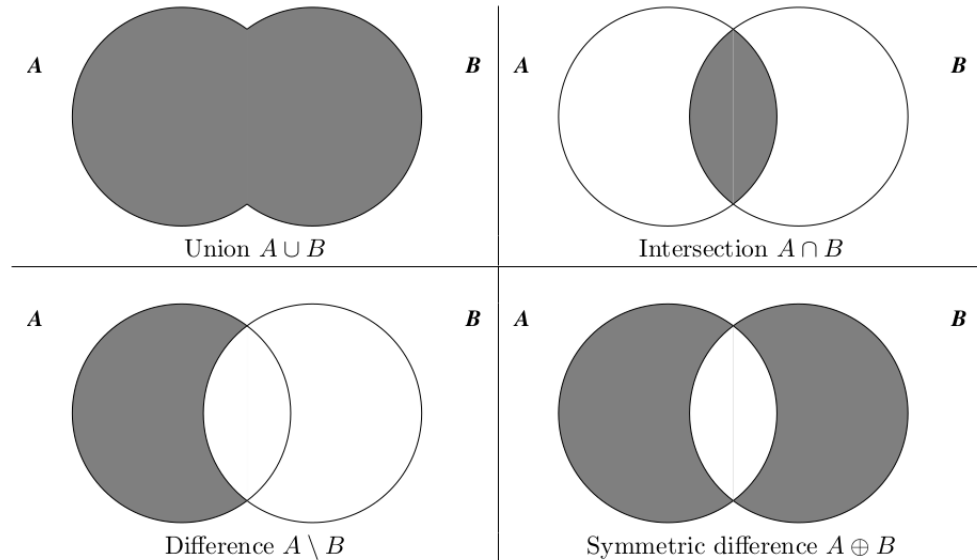 A
B
Union A ∪ B
A
B
Intersection A ∩ B
A
B
Difference A \ B
A
B
Symmetric difference A ⊕ B